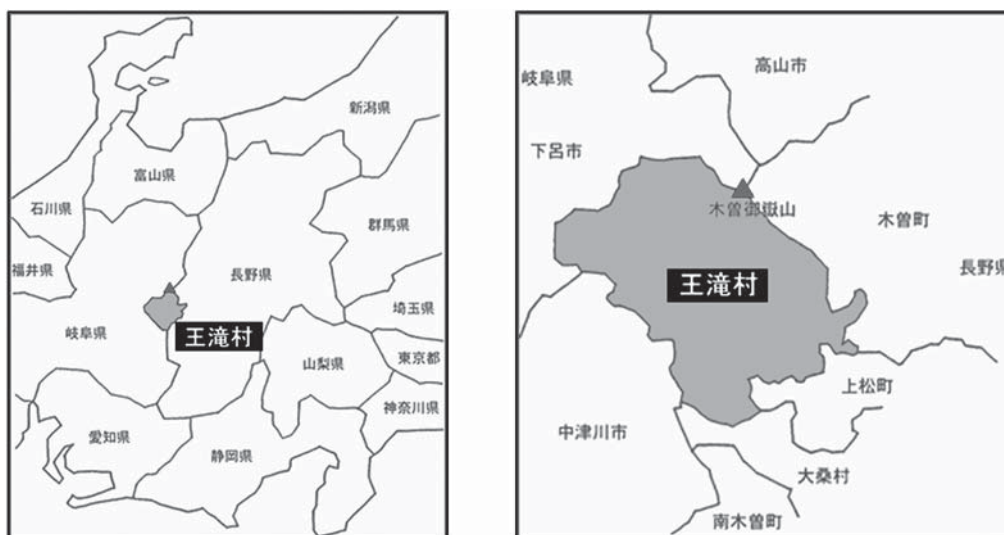 新潟県
富山県
石川県
群馬県
福井県
長野県
埼玉県
岐阜県
王滝村
山梨県
東京都
神奈川県
愛知県
静岡県
岐阜県
高山市
下呂市
木曽御嶽山
木曽町
長野県
王滝村
上松町
中津川市
大桑村
南木曽町